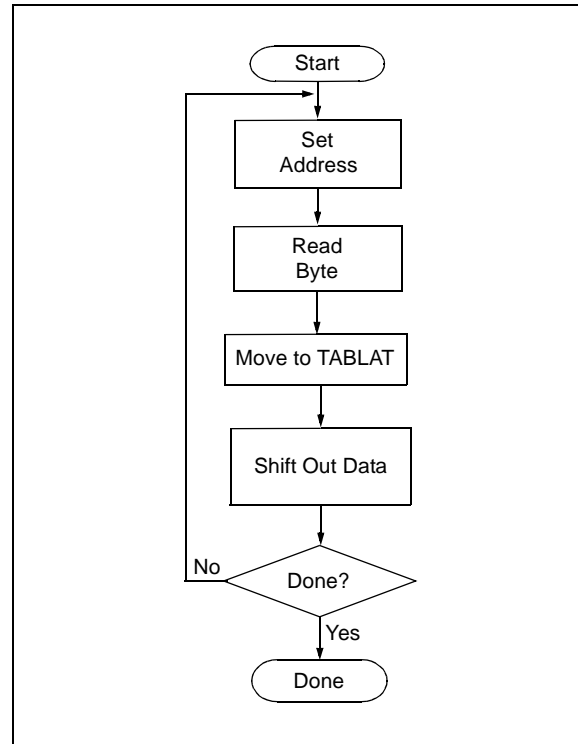 Start
Set
Address
Read
Byte
Move to TABLAT
Shift Out Data
Done?
No
Yes
Done